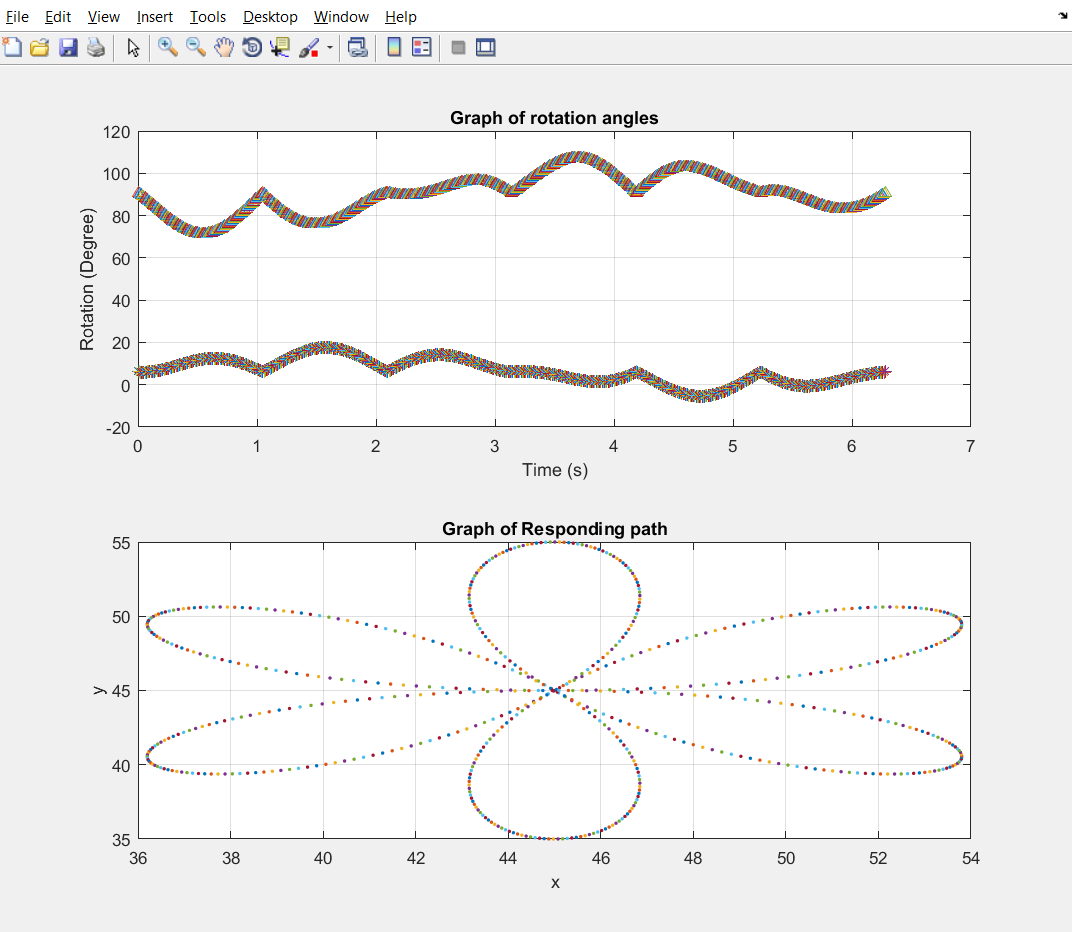 File Edit View Insert Tools Desktop Window Help
Graph of rotation angles
120
100
80
60
40
20
0
-20
Rotation (Degree)
0 1 2 3 4 5 6 7
Time (s)
Graph of Responding path
55
50
45
40
35
y
36 38 40 42 44 46 48 50 52 54
x